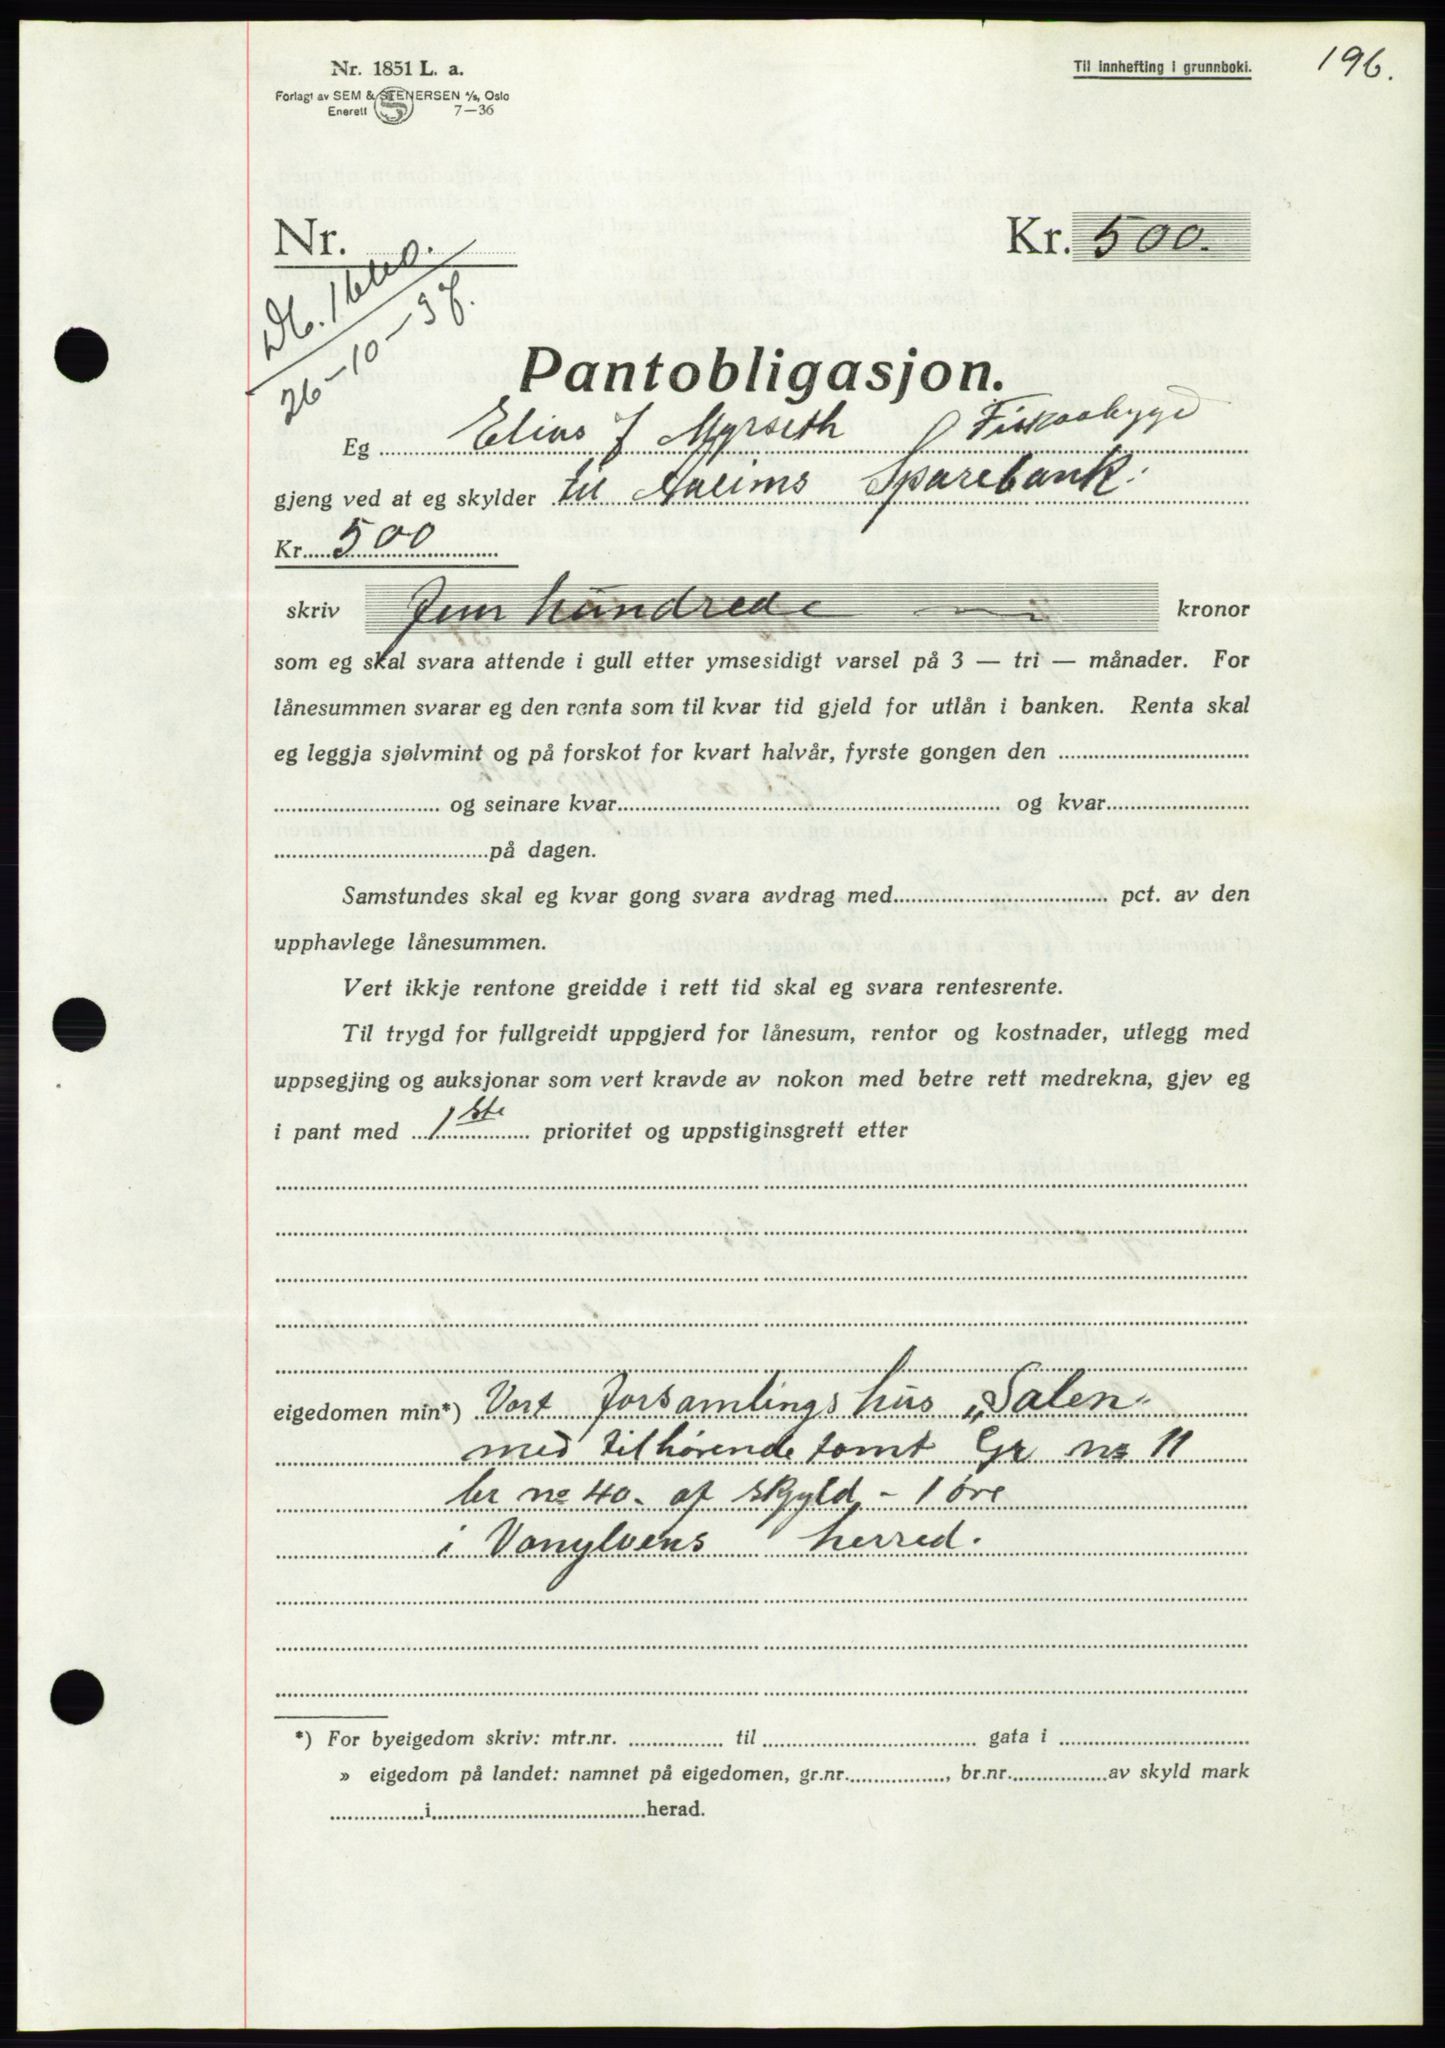 196.
Nr. 1851 L. a.
Til innhefting i grunnboki.
Forlagt av SEM & STENERSEN A/S, Oslo
Enerett 7—36
Nr.
Kr. 500.
26-10-37.
Pantobligasjon.
Eg Elias J Myrseth Fiskaabygd
gjeng ved at eg skylder til Aaeims Sparebank.
Kr. 500
skriv fem hundrede kronor
som eg skal svara attende i gull etter ymsesidigt varsel på 3 — tri — månader. For
lånesummen svarar eg den renta som til kvar tid gjeld for utlån i banken. Renta skal
eg leggja sjølvmint og på forskot for kvart halvår, fyrste gongen den
og seinare kvar og kvar
på dagen.
Samstundes skal eg kvar gong svara avdrag med pct. av den
upphavlege lånesummen.
Vert ikkje rentone greidde i rett tid skal eg svara rentesrente.
Til trygd for fullgreidt uppgjerd for lånesum, rentor og kostnader, utlegg med
uppsegjing og auksjonar som vert kravde av nokon med betre rett medrekna, gjev eg
i pant med 1ste prioritet og uppstiginsgrett etter
eigedomen min*) Vort forsamlingshus „Salen"
med tilhørende tomt Gr no 11
br no 40. af skyld - 1 øre
i Vanylvens herred.
*) For byeigedom skriv: mtr.nr. til gata i
» eigedom på landet: namnet på eigedomen, gr.nr. , br.nr. av skyld mark
i herad.